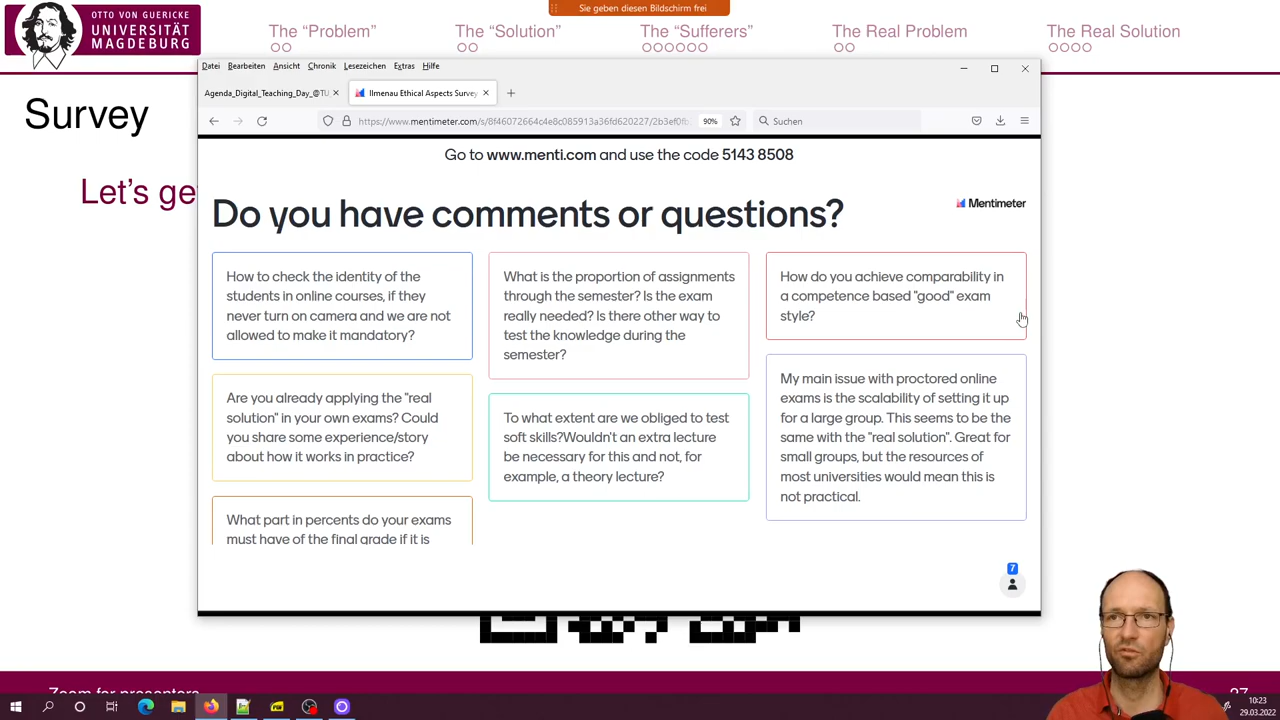 Sie geben diesen Bildschirm frei
OTTO VON GUERICKE
UNIVERSITÄT
MAGDEBURG
The “Problem”
The “Solution”
The “Sufferers”
The Real Problem
The Real Solution
Survey
Let’s ge
Datei Bearbeiten Ansicht Chronik Lesezeichen Extras Hilfe
Agenda_Digital_Teaching_Day_@TU
Ilmenau Ethical Aspects Survey
https://www.mentimeter.com/s/8f46072664c4e8c085913a36fd620227/2b3ef0fb
90%
Suchen
Go to www.menti.com and use the code 5143 8508
Do you have comments or questions?
Mentimeter
How to check the identity of the
students in online courses, if they
never turn on camera and we are not
allowed to make it mandatory?
Are you already applying the "real
solution" in your own exams? Could
you share some experience/story
about how it works in practice?
What part in percents do your exams
must have of the final grade if it is
What is the proportion of assignments
through the semester? Is the exam
really needed? Is there other way to
test the knowledge during the
semester?
To what extent are we obliged to test
soft skills?Wouldn't an extra lecture
be necessary for this and not, for
example, a theory lecture?
How do you achieve comparability in
a competence based "good" exam
style?
My main issue with proctored online
exams is the scalability of setting it up
for a large group. This seems to be the
same with the "real solution". Great for
small groups, but the resources of
most universities would mean this is
not practical.
7
Zoom for presenters
10:23
29.03.2022